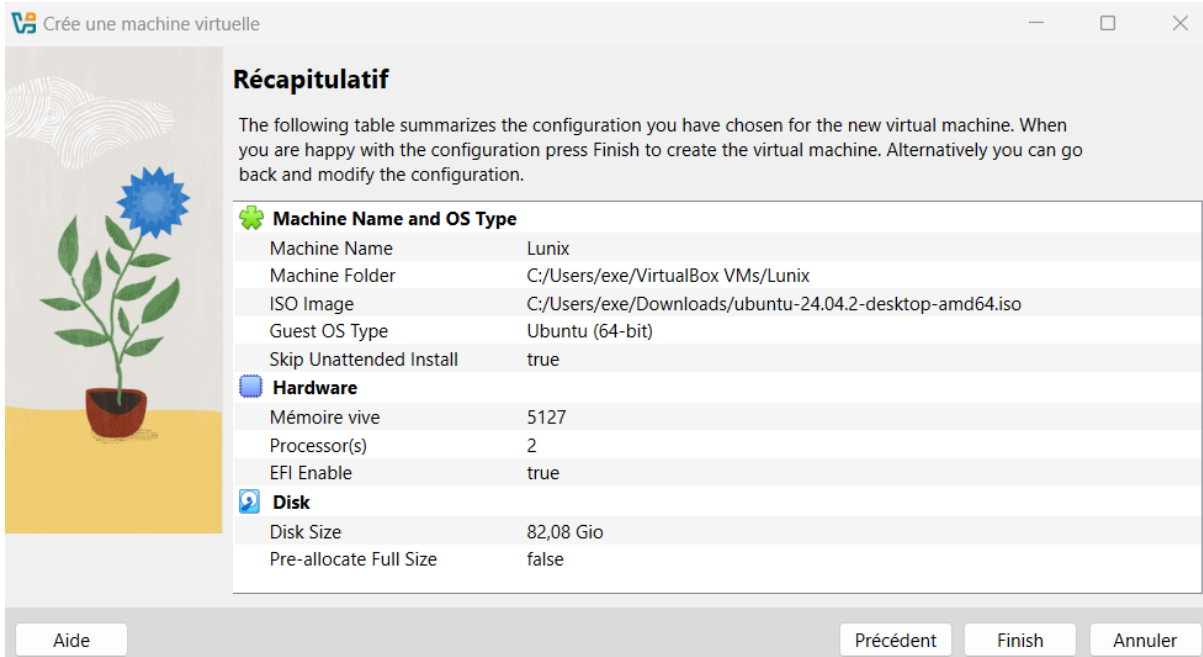 Crée une machine virtuelle
Récapitulatif
The following table summarizes the configuration you have chosen for the new virtual machine. When
you are happy with the configuration press Finish to create the virtual machine. Alternatively you can go
back and modify the configuration.
Machine Name and OS Type
Machine Name Lunix
Machine Folder C:/Users/exe/VirtualBox VMs/Lunix
ISO Image C:/Users/exe/Downloads/ubuntu-24.04.2-desktop-amd64.iso
Guest OS Type Ubuntu (64-bit)
Skip Unattended Install true
Hardware
Mémoire vive 5127
Processor(s) 2
EFI Enable true
Disk
Disk Size 82,08 Gio
Pre-allocate Full Size false
Aide Précédent Finish Annuler